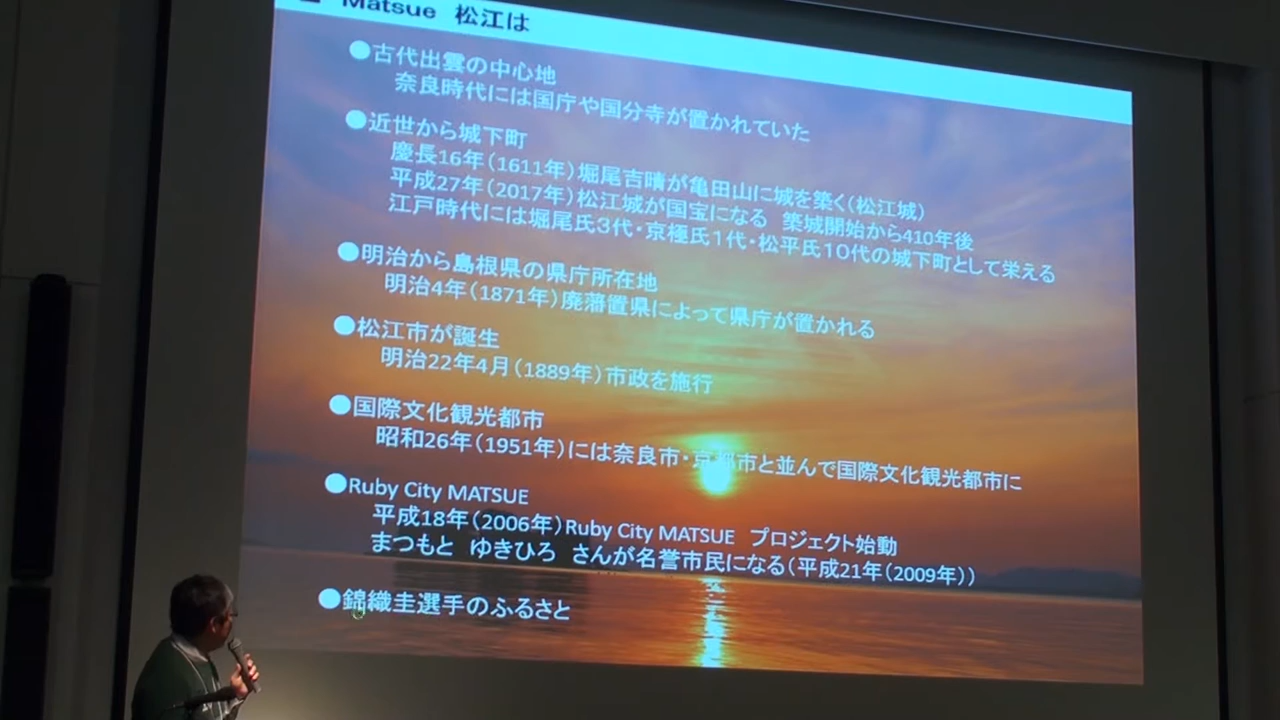 Matsue 松江は
●古代出雲の中心地
奈良時代には国庁や国分寺が置かれていた
●近世から城下町
慶長16年(1611年)堀尾吉晴が亀田山に城を築く(松江城)
平成27年(2017年)松江城が国宝になる 築城開始から410年後
江戸時代には堀尾氏3代・京極氏1代・松平氏10代の城下町として栄える
●明治から島根県の県庁所在地
明治4年(1871年)廃藩置県によって県庁が置かれる
●松江市が誕生
明治22年4月(1889年)市政を施行
●国際文化観光都市
昭和26年(1951年)には奈良市・京都市と並んで国際文化観光都市に
●Ruby City MATSUE
平成18年(2006年)Ruby City MATSUE プロジェクト始動
まつもと ゆきひろ さんが名誉市民になる(平成21年(2009年))
●錦織圭選手のふるさと